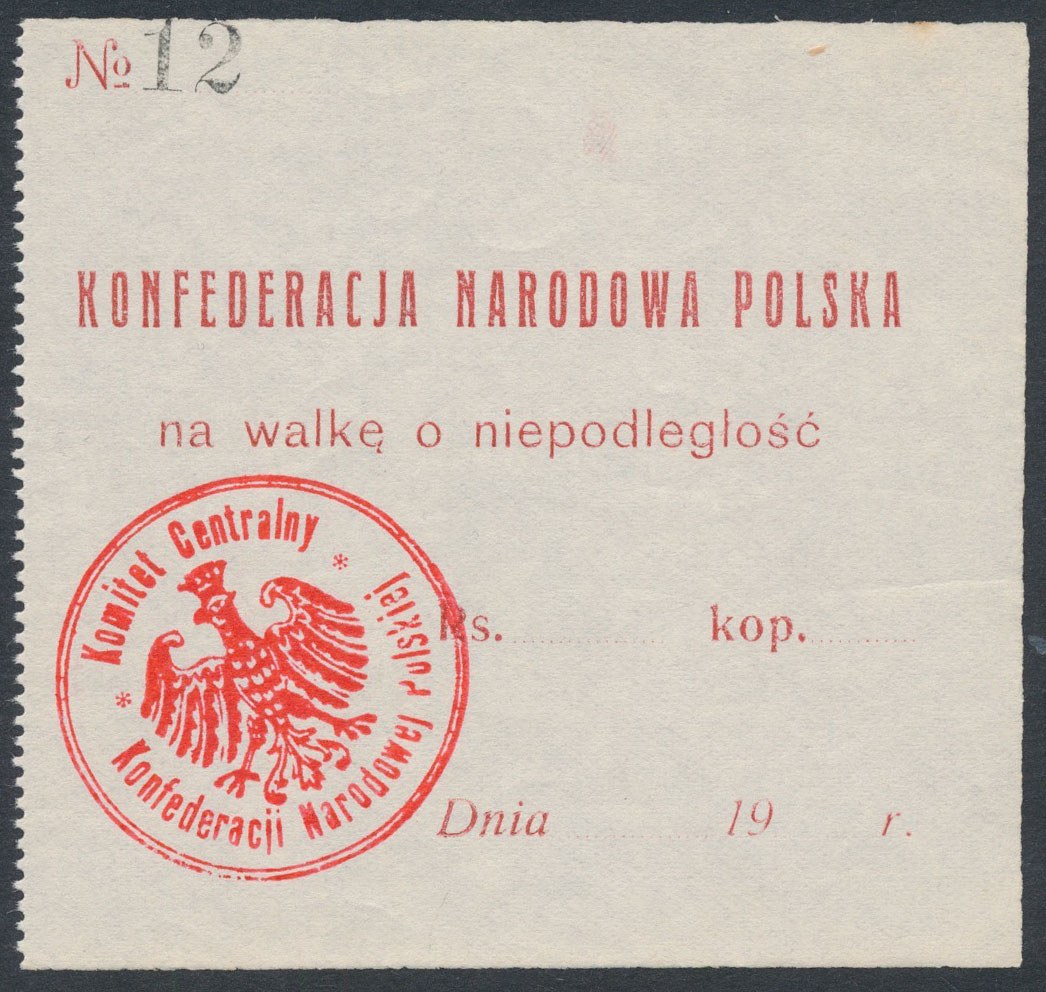 № 12
KONFEDERACJA NARODOWA POLSKA
na walkę o niepodległość
Komitet Centralny
* Konfederacji Narodowej Polskiej *
Rs. kop.
Dnia 19 r.